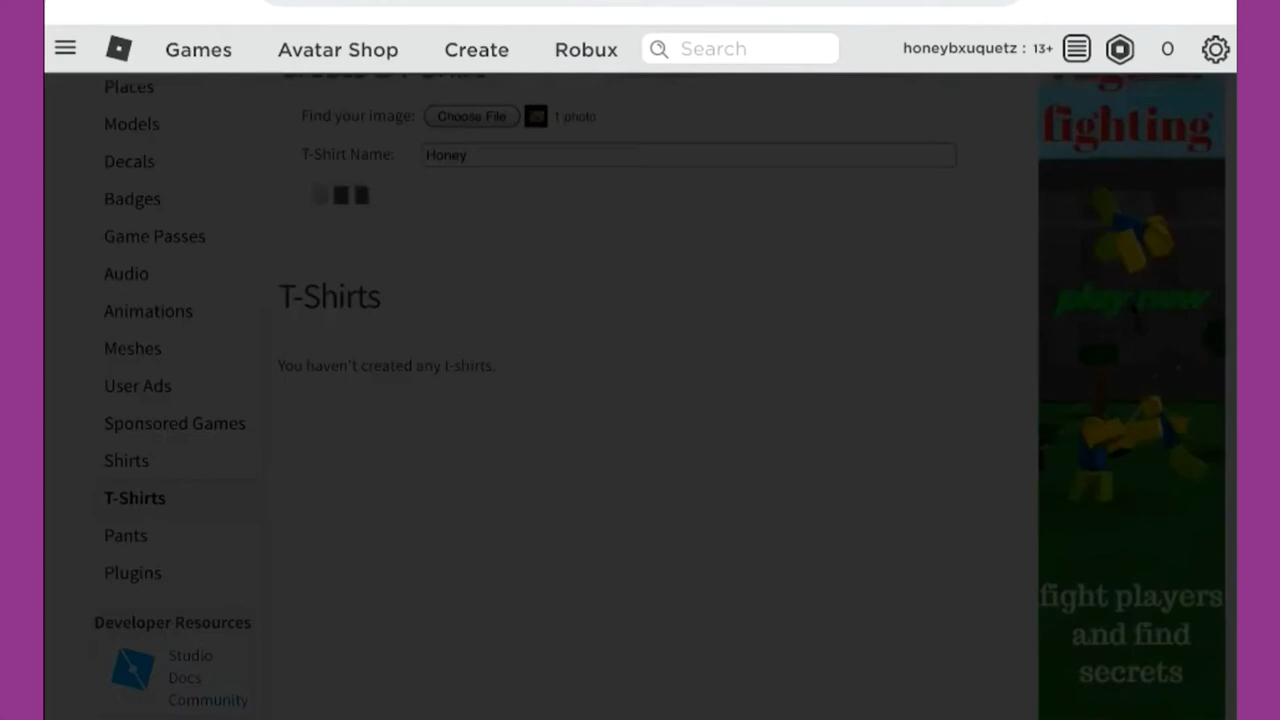 Games Avatar Shop Create Robux Search honeybxuquetz : 13+ 0
Places
Models
Decals
Badges
Game Passes
Audio
Animations
Meshes
User Ads
Sponsored Games
Shirts
T-Shirts
Pants
Plugins
Developer Resources
Studio
Docs
Community
Find your image: Choose File 1 photo
T-Shirt Name: Honey
T-Shirts
You haven't created any t-shirts.
fighting
play now
fight players
and find
secrets